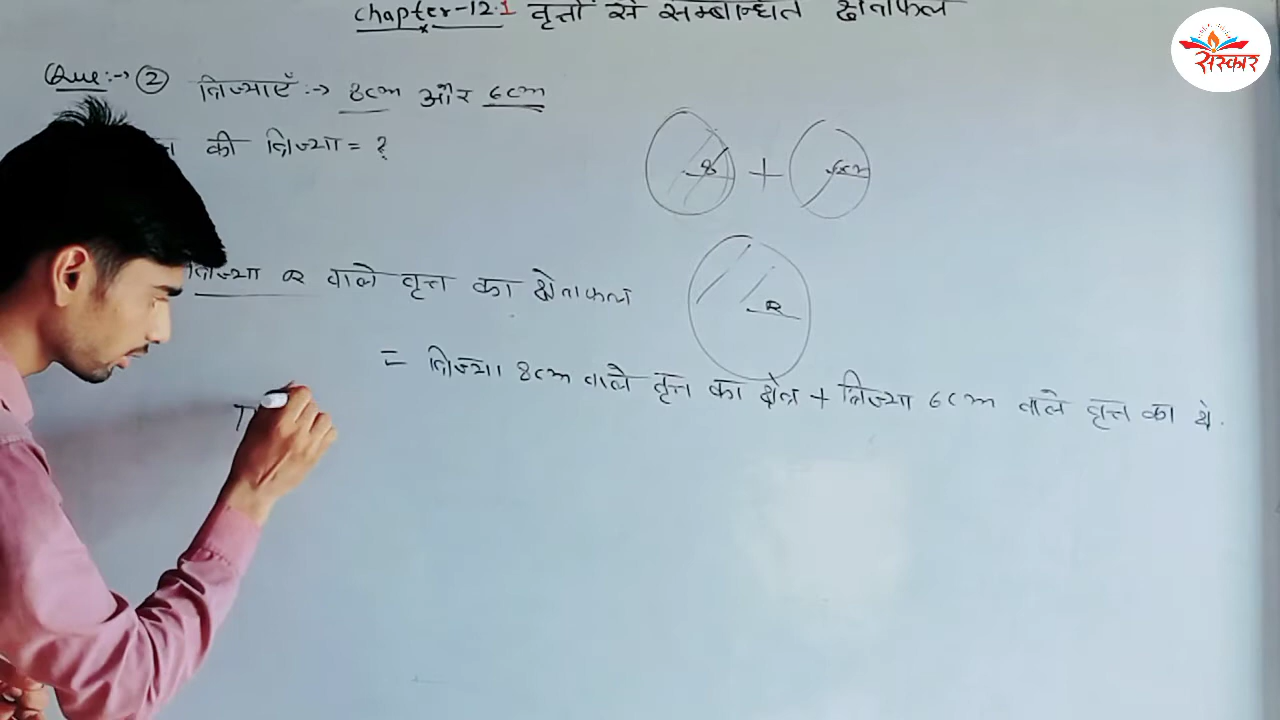 chapter-12.1 वृत्तों से सम्बन्धित क्षेत्रफल
संस्कार
Que:-> ② त्रिज्याएँ:-> 8cm और 6cm
की त्रिज्या = ?
8 + 6cm
त्रिज्या R वाले वृत्त का क्षेत्रफल
R
= त्रिज्या 8cm वाले वृत्त का क्षेत्र + त्रिज्या 6cm वाले वृत्त का क्षे.